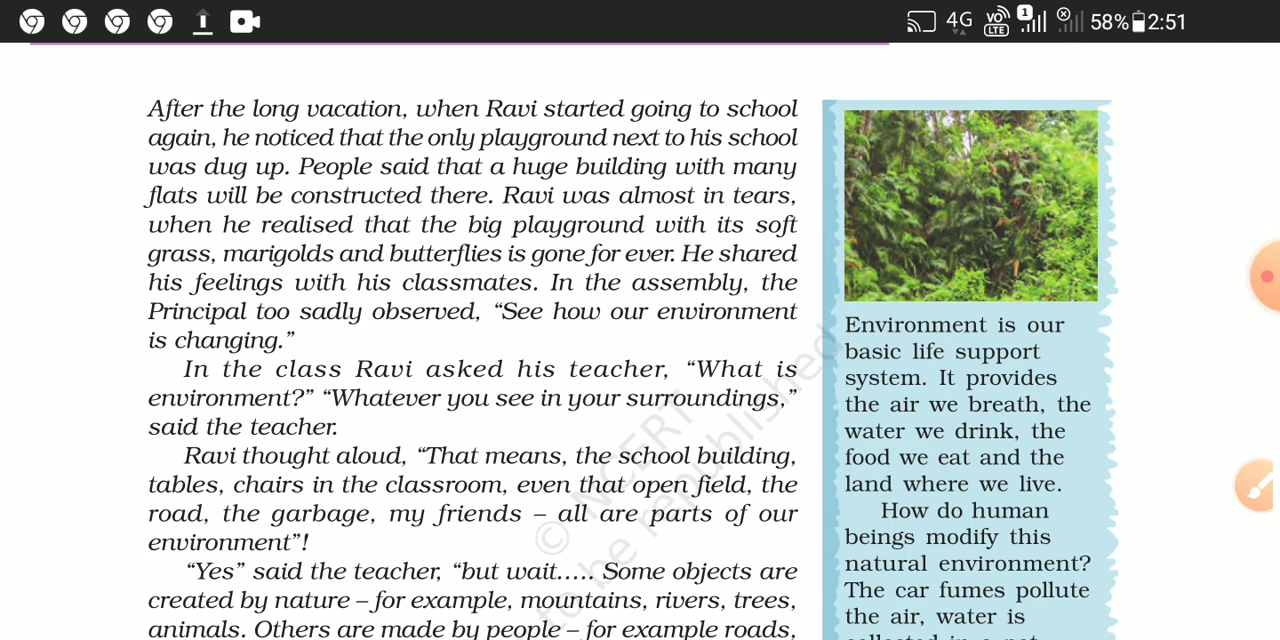 4G
VO
LTE
1
58%
2:51
After the long vacation, when Ravi started going to school
again, he noticed that the only playground next to his school
was dug up. People said that a huge building with many
flats will be constructed there. Ravi was almost in tears,
when he realised that the big playground with its soft
grass, marigolds and butterflies is gone for ever. He shared
his feelings with his classmates. In the assembly, the
Principal too sadly observed, “See how our environment
is changing.”
In the class Ravi asked his teacher, “What is
environment?” “Whatever you see in your surroundings,”
said the teacher.
Ravi thought aloud, “That means, the school building,
tables, chairs in the classroom, even that open field, the
road, the garbage, my friends – all are parts of our
environment”!
“Yes” said the teacher, “but wait..... Some objects are
created by nature – for example, mountains, rivers, trees,
animals. Others are made by people – for example roads,
Environment is our
basic life support
system. It provides
the air we breath, the
water we drink, the
food we eat and the
land where we live.
How do human
beings modify this
natural environment?
The car fumes pollute
the air, water is
© NCERT
to be republished